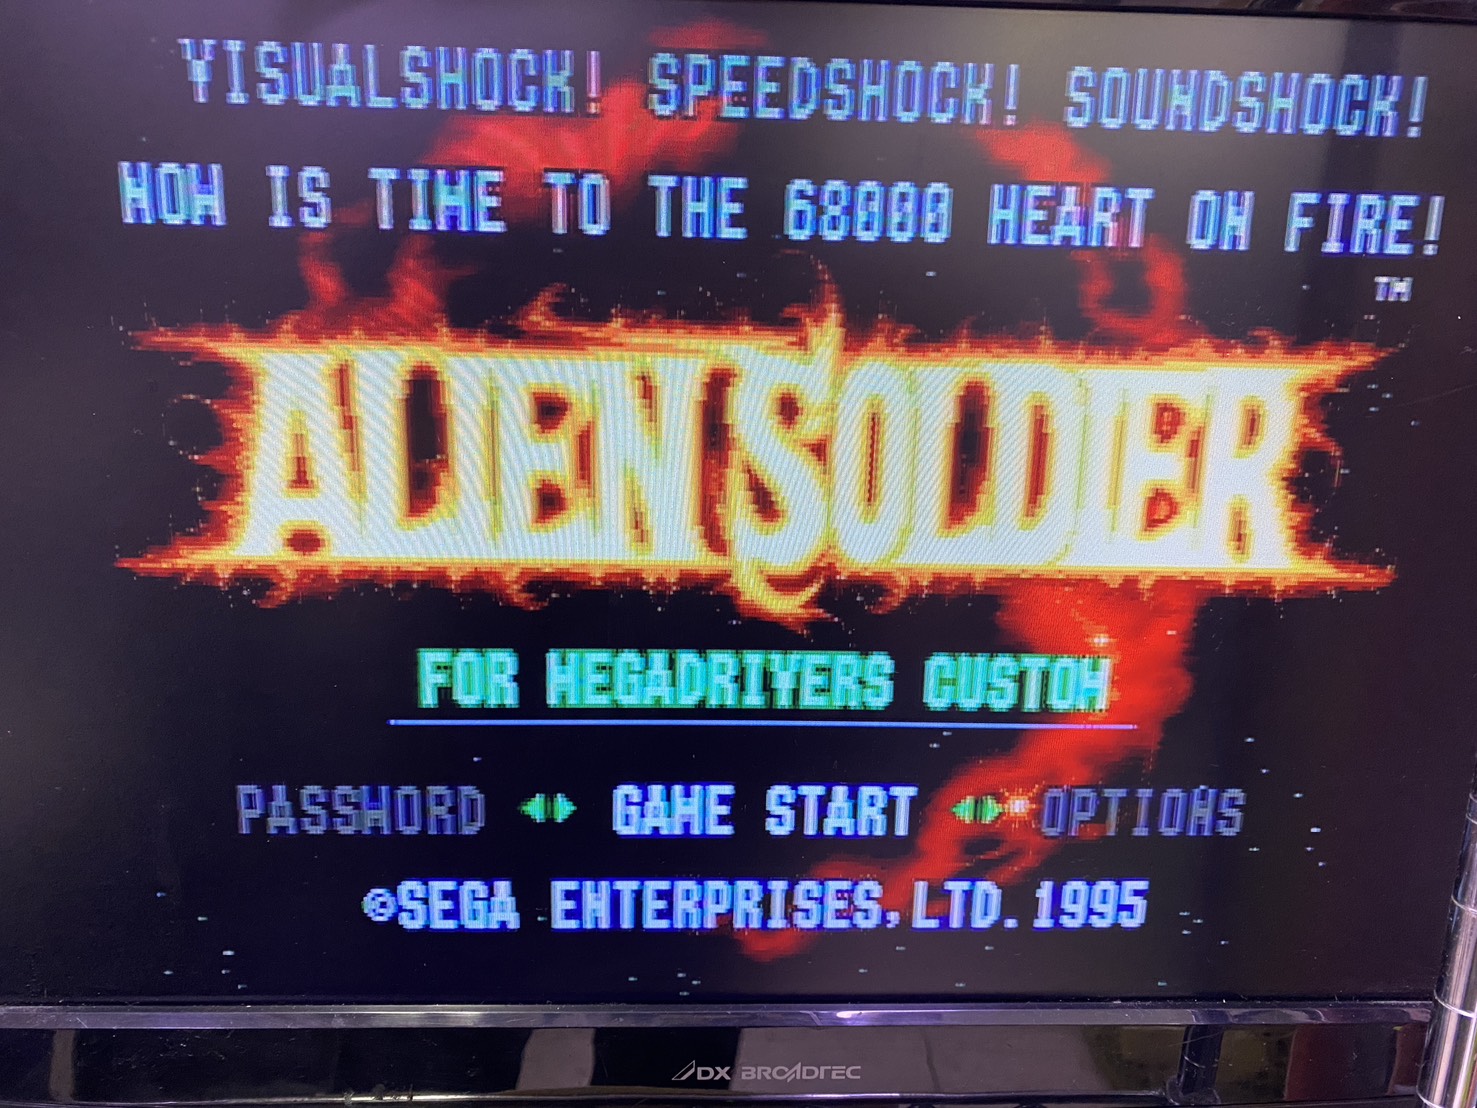 VISUALSHOCK! SPEEDSHOCK! SOUNDSHOCK!
NOW IS TIME TO THE 68000 HEART ON FIRE!
TM
ALIEN SOLDIER
FOR MEGADRIVERS CUSTOM
PASSWORD GAME START OPTIONS
©SEGA ENTERPRISES,LTD.1995
DX BROADTEC